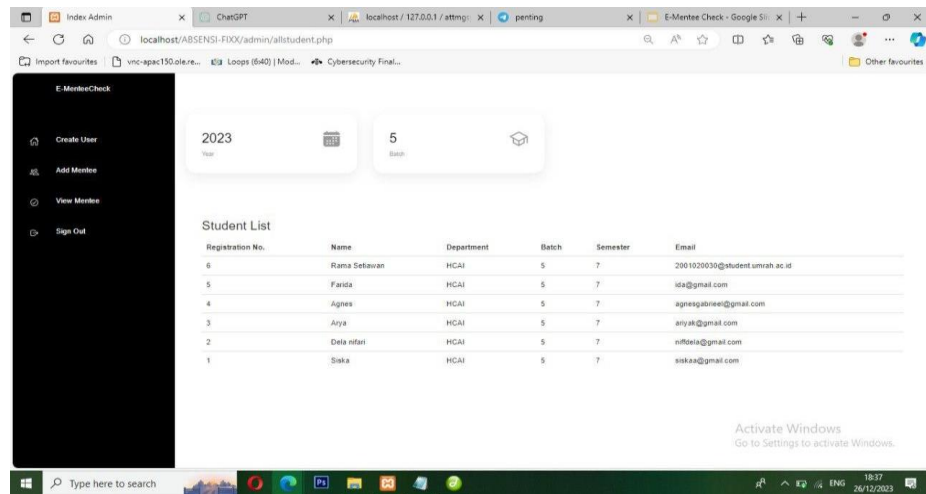 Index Admin
ChatGPT
localhost / 127.0.0.1 / attmgs
penting
E-Mentee Check - Google Sli
localhost/ABSENSI-FIXX/admin/allstudent.php
Import favourites
vnc-apac150.ole.re...
Loops (6:40) | Mod...
Cybersecurity Final...
Other favourites
E-MenteeCheck
Create User
Add Mentee
View Mentee
Sign Out
2023
Year
5
Batch
Student List
Registration No. Name Department Batch Semester Email
6 Rama Setiawan HCAI 5 7 2001020030@student.umrah.ac.id
5 Farida HCAI 5 7 ida@gmail.com
4 Agnes HCAI 5 7 agnesgabrieel@gmail.com
3 Arya HCAI 5 7 ariyak@gmail.com
2 Dela nifari HCAI 5 7 niffdela@gmail.com
1 Siska HCAI 5 7 siskaa@gmail.com
Activate Windows
Go to Settings to activate Windows.
Type here to search
Ps
ENG
18:37
26/12/2023